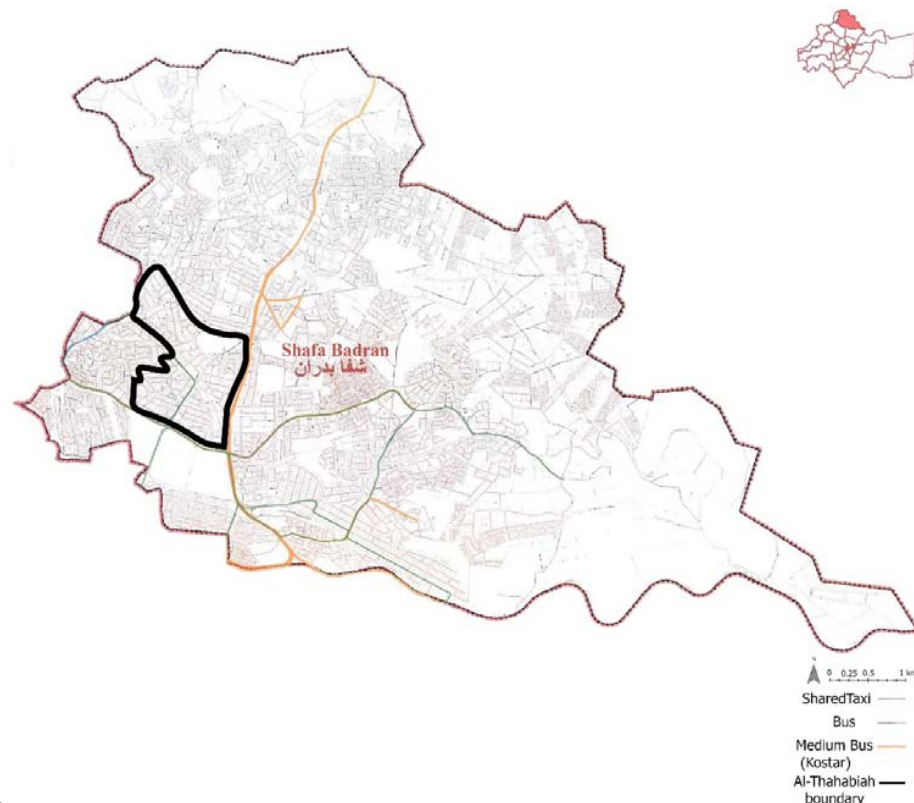 Shafa Badran
شفا بدران
N
0 0.25 0.5 1 km
SharedTaxi
Bus
Medium Bus
(Kostar)
Al-Thahabiah
boundary